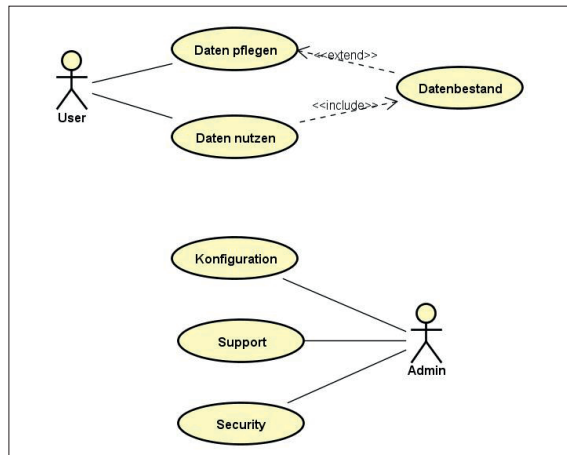 Daten pflegen
<<extend>>
Datenbestand
User
<<include>>
Daten nutzen
Konfiguration
Support
Admin
Security